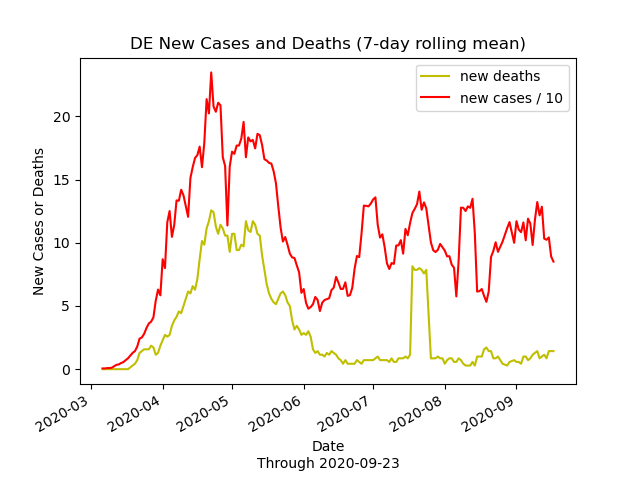 DE New Cases and Deaths (7-day rolling mean)
new deaths
new cases / 10
New Cases or Deaths
20
15
10
5
0
2020-03
2020-04
2020-05
2020-06
2020-07
2020-08
2020-09
Date
Through 2020-09-23